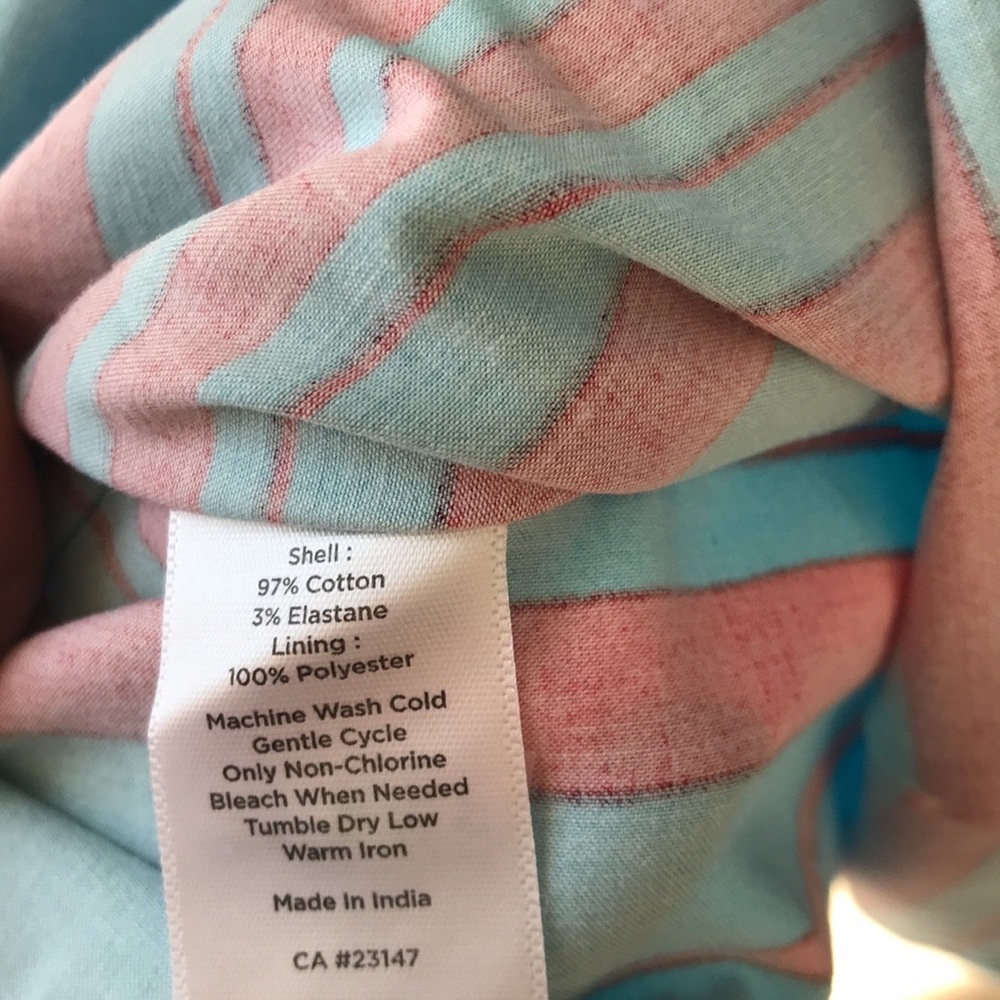 Shell :
97% Cotton
3% Elastane
Lining :
100% Polyester
Machine Wash Cold
Gentle Cycle
Only Non-Chlorine
Bleach When Needed
Tumble Dry Low
Warm Iron
Made In India
CA #23147